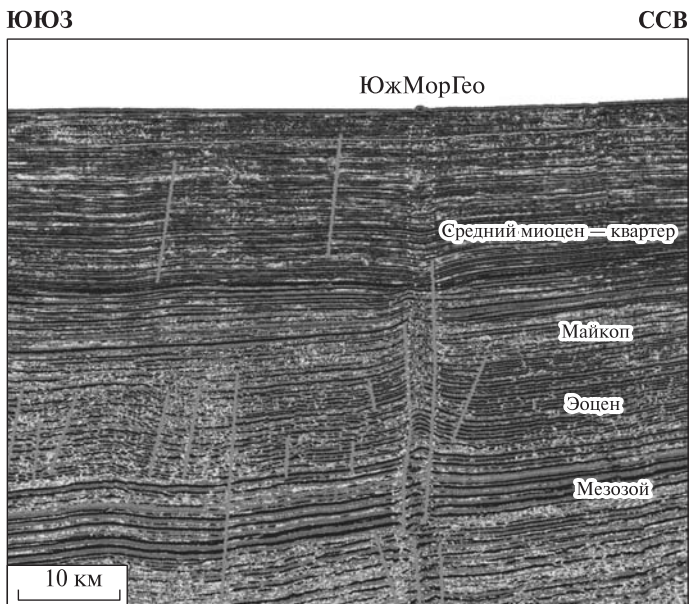 ЮЮЗ ССВ
ЮжМорГео
Средний миоцен — квартер
Майкоп
Эоцен
Мезозой
10 км